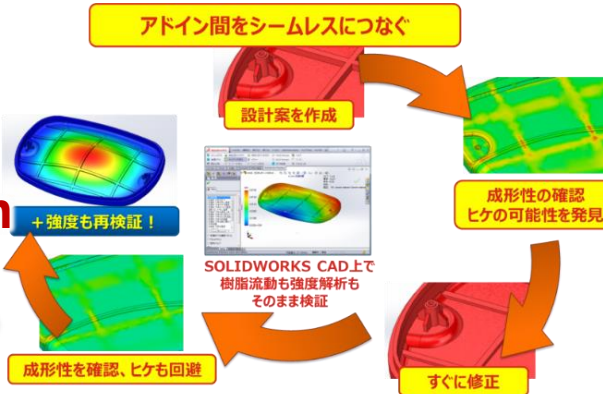 アドイン間をシームレスにつなぐ
設計案を作成
成形性の確認
ヒケの可能性を発見
すぐに修正
成形性を確認、ヒケも回避
+強度も再検証！
SOLIDWORKS CAD上で
樹脂流動も強度解析も
そのまま検証